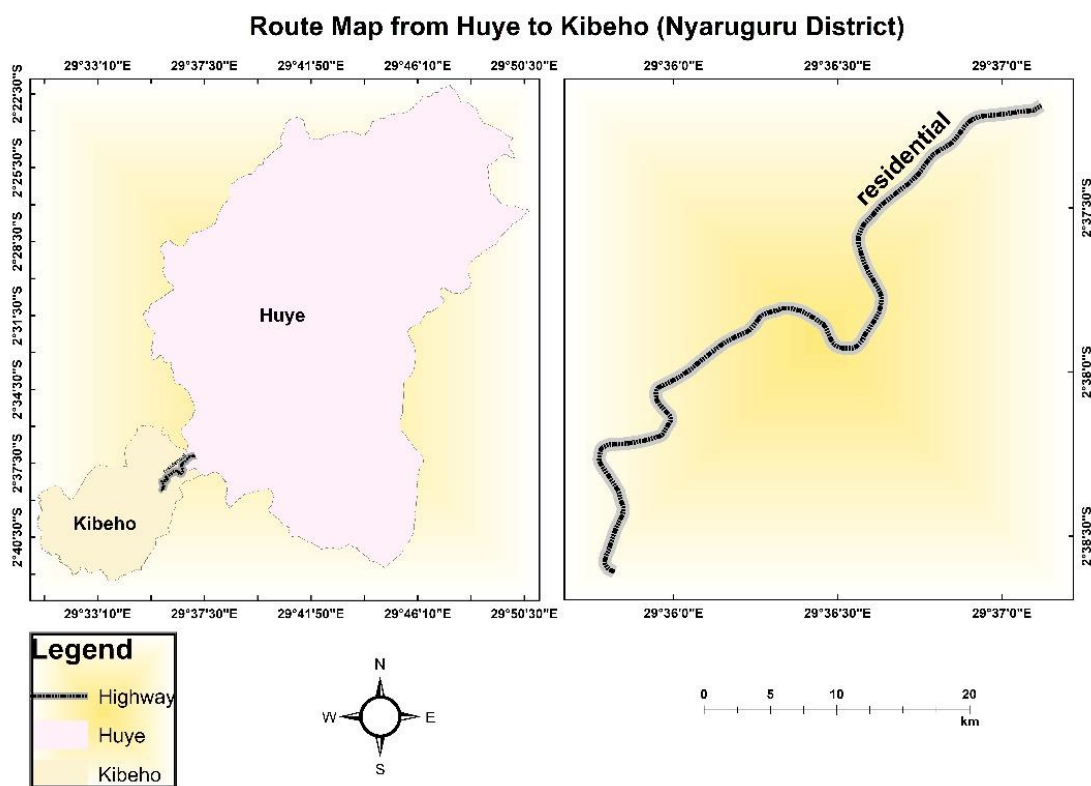 Route Map from Huye to Kibeho (Nyaruguru District)
29°33'10"E 29°37'30"E 29°41'50"E 29°46'10"E 29°50'30"E
29°36'0"E 29°36'30"E 29°37'0"E
2°22'30"S
2°25'30"S
2°28'30"S
2°31'30"S
2°34'30"S
2°37'30"S
2°40'30"S
Huye
Kibeho
residential
2°37'30"S
2°38'0"S
2°38'30"S
29°33'10"E 29°37'30"E 29°41'50"E 29°46'10"E 29°50'30"E
29°36'0"E 29°36'30"E 29°37'0"E
Legend
Highway
Huye
Kibeho
N
W E
S
0 5 10 20
km